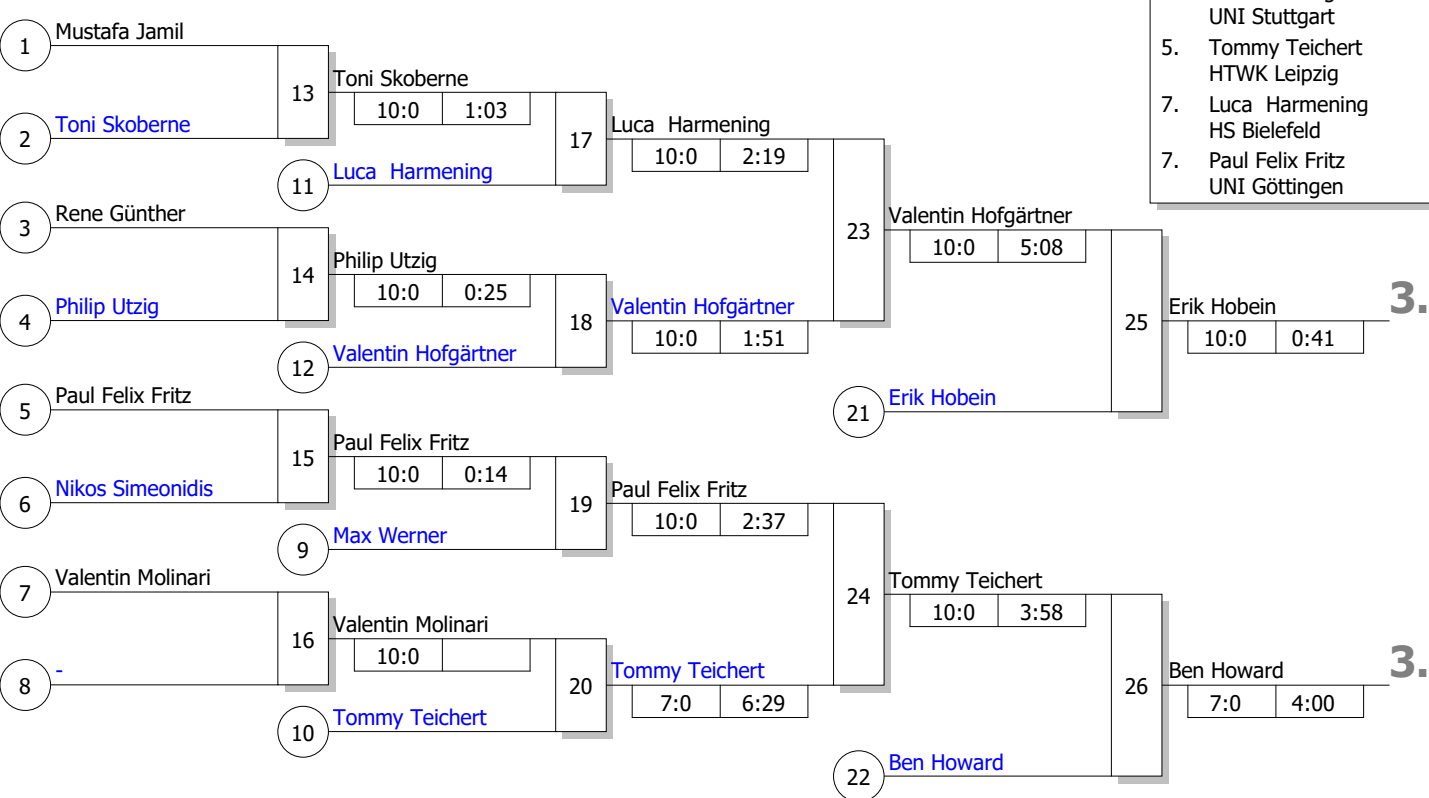 UNI Stuttgart
5. Tommy Teichert
HTWK Leipzig
7. Luca Harmening
HS Bielefeld
7. Paul Felix Fritz
UNI Göttingen
1 Mustafa Jamil
2 Toni Skoberne
13 Toni Skoberne
10:0 1:03
11 Luca Harmening
17 Luca Harmening
10:0 2:19
3 Rene Günther
4 Philip Utzig
14 Philip Utzig
10:0 0:25
12 Valentin Hofgärtner
18 Valentin Hofgärtner
10:0 1:51
23 Valentin Hofgärtner
10:0 5:08
21 Erik Hobein
25 Erik Hobein 3.
10:0 0:41
5 Paul Felix Fritz
6 Nikos Simeonidis
15 Paul Felix Fritz
10:0 0:14
9 Max Werner
19 Paul Felix Fritz
10:0 2:37
7 Valentin Molinari
8 -
16 Valentin Molinari
10:0
10 Tommy Teichert
20 Tommy Teichert
7:0 6:29
24 Tommy Teichert
10:0 3:58
22 Ben Howard
26 Ben Howard 3.
7:0 4:00